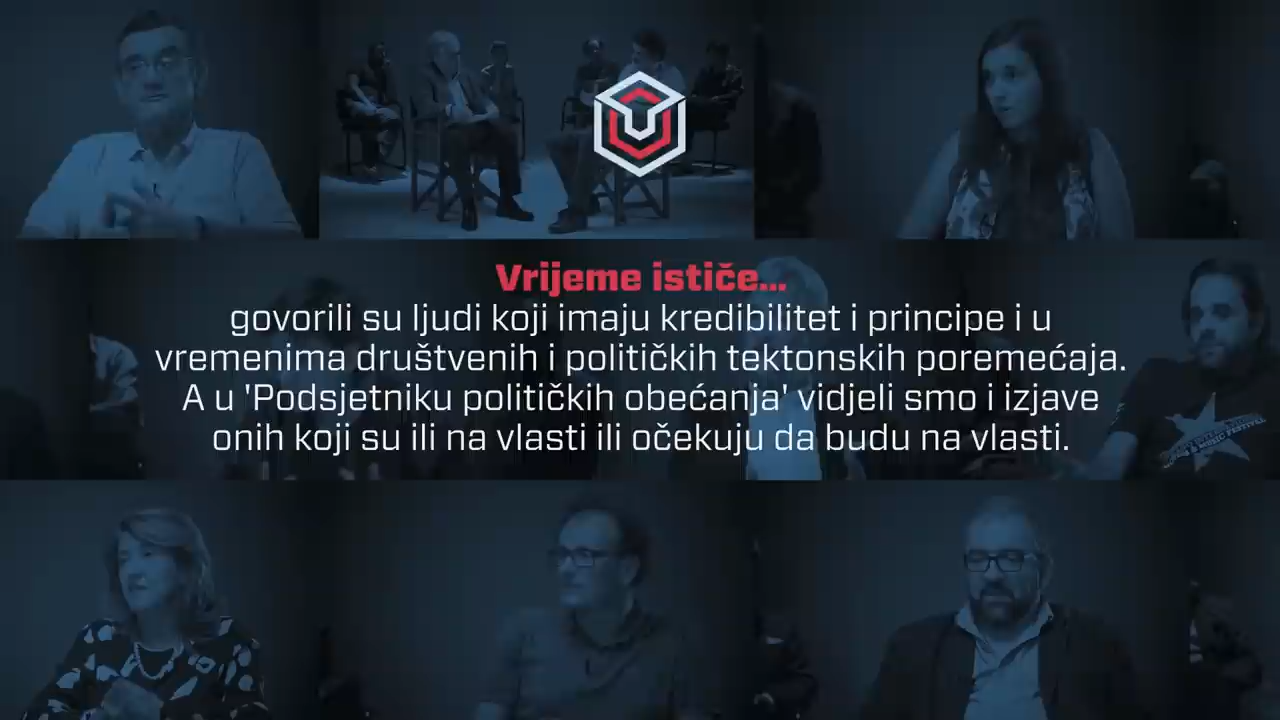 Vrijeme ističe...
govorili su ljudi koji imaju kredibilitet i principe i u
vremenima društvenih i političkih tektonskih poremećaja.
A u 'Podsjetniku političkih obećanja' vidjeli smo i izjave
onih koji su ili na vlasti ili očekuju da budu na vlasti.